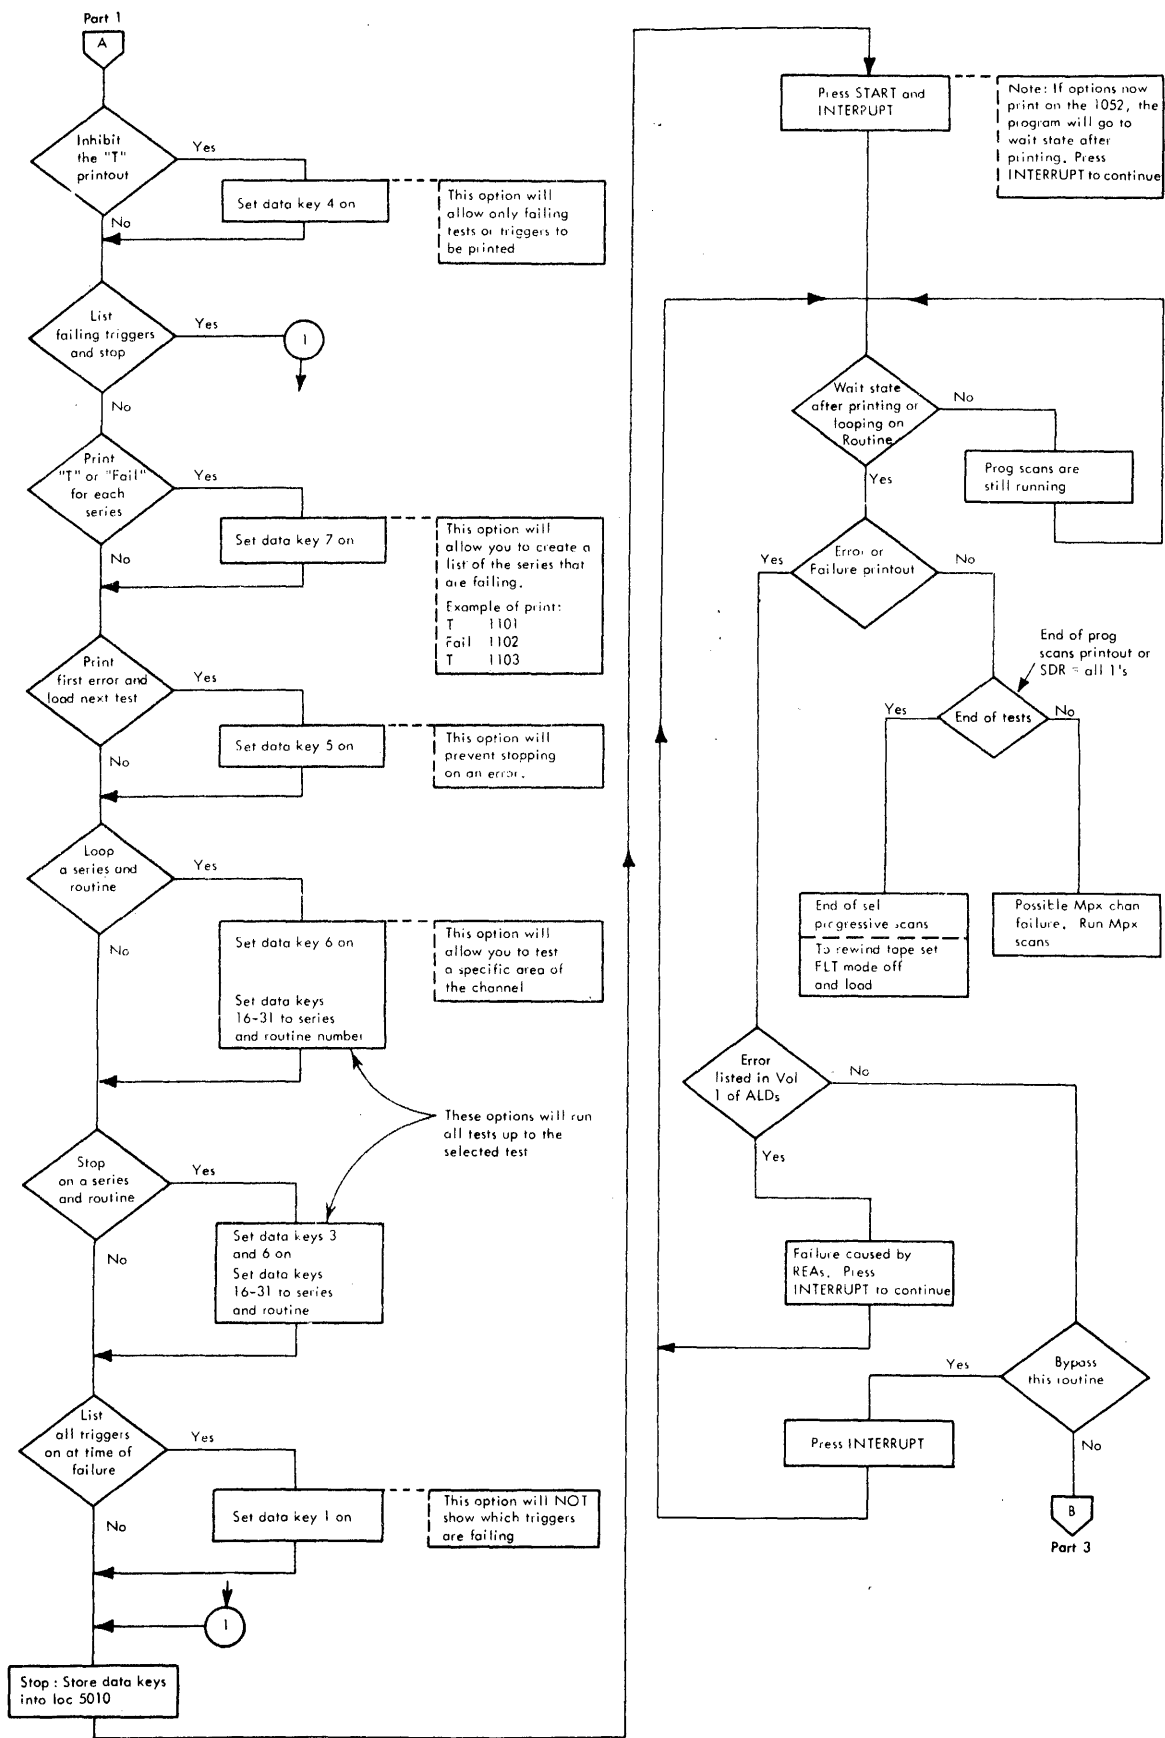 Part 1
A
Inhibit
the "T"
printout
Yes
No
Set data key 4 on
This option will
allow only failing
tests or triggers to
be printed
List
failing triggers
and stop
Yes
1
No
Print
"T" or "Fail"
for each
series
Yes
No
Set data key 7 on
This option will
allow you to create a
list of the series that
are failing.
Example of print:
T 1101
Fail 1102
T 1103
Print
first error and
load next test
Yes
No
Set data key 5 on
This option will
prevent stopping
on an error.
Loop
a series and
routine
Yes
No
Set data key 6 on
Set data keys
16-31 to series
and routine number
This option will
allow you to test
a specific area of
the channel
These options will run
all tests up to the
selected test
Stop
on a series
and routine
Yes
No
Set data keys 3
and 6 on
Set data keys
16-31 to series
and routine
List
all triggers
on at time of
failure
Yes
No
Set data key 1 on
This option will NOT
show which triggers
are failing
1
Stop : Store data keys
into loc 5010
Press START and
INTERRUPT
Note: If options now
print on the 1052, the
program will go to
wait state after
printing. Press
INTERRUPT to continue
Wait state
after printing or
looping on
Routine
No
Yes
Prog scans are
still running
Error or
Failure printout
Yes
No
End of prog
scans printout or
SDR = all 1's
End of tests
Yes
No
End of sel
progressive scans
To rewind tape set
FLT mode off
and load
Possible Mpx chan
failure. Run Mpx
scans
Error
listed in Vol
1 of ALDs
No
Yes
Failure caused by
REAs. Press
INTERRUPT to continue
Bypass
this routine
Yes
No
Press INTERRUPT
B
Part 3